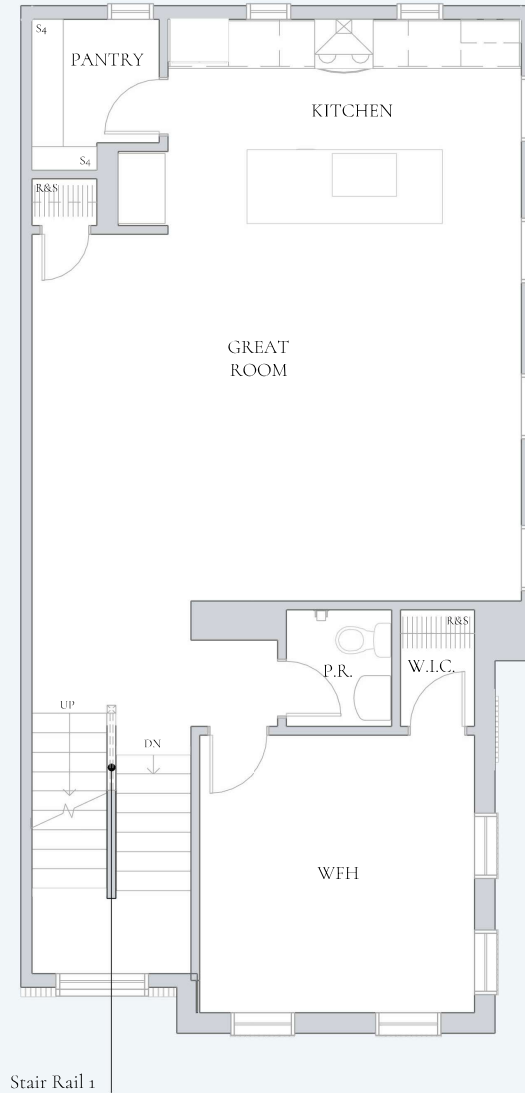 S4
PANTRY
KITCHEN
S4
R&S
GREAT
ROOM
R&S
P.R.
W.I.C.
UP
DN
WFH
Stair Rail 1